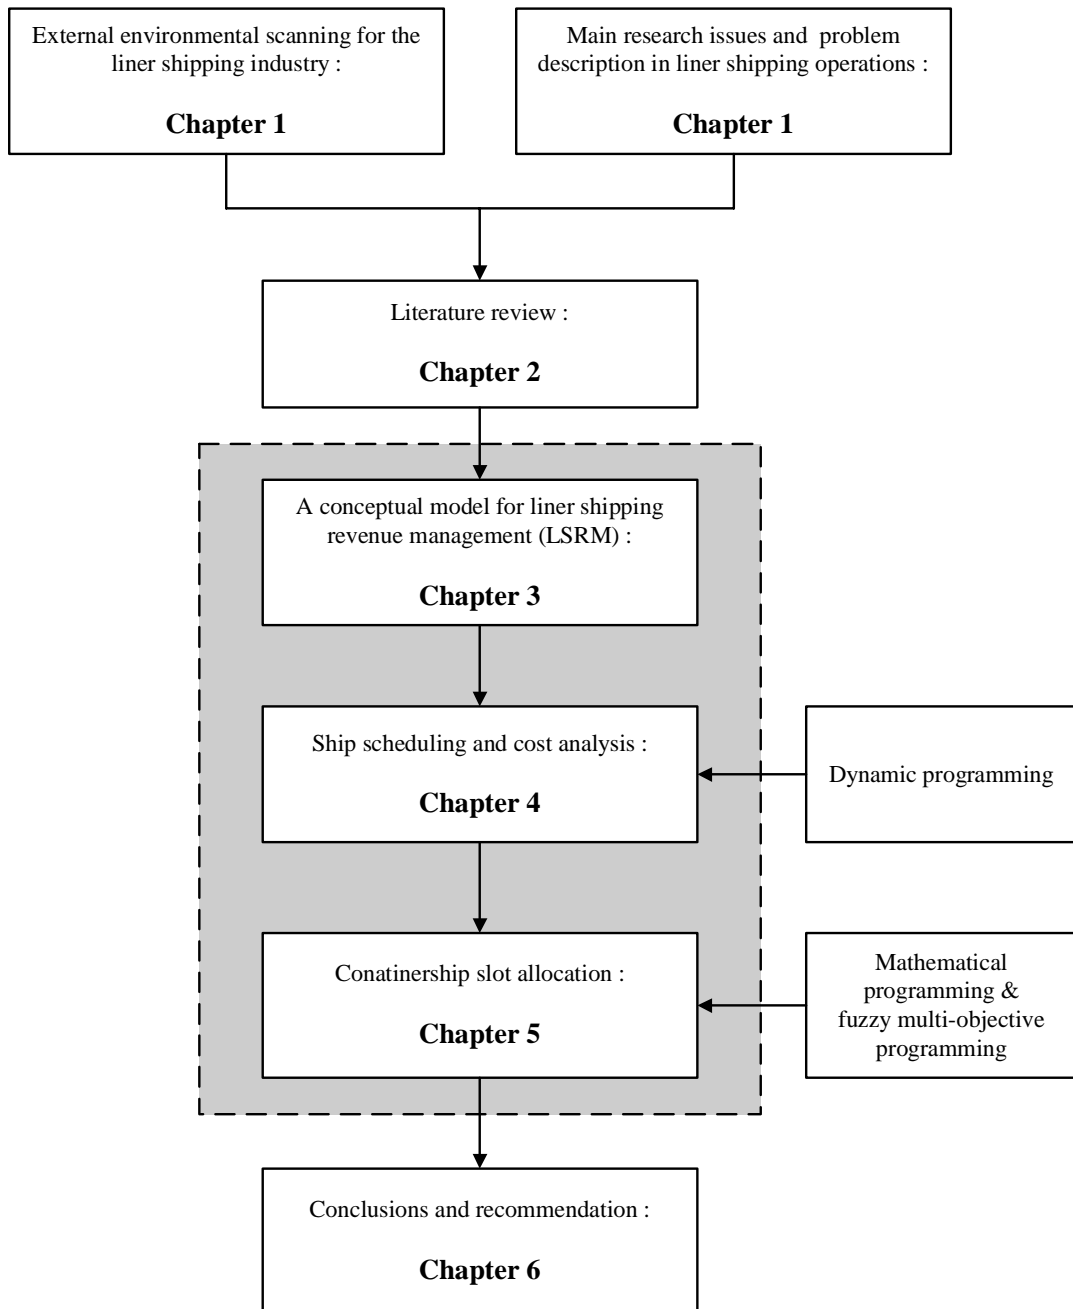 External environmental scanning for the
liner shipping industry :
Chapter 1
Main research issues and  problem
description in liner shipping operations :
Chapter 1
Literature review :
Chapter 2
A conceptual model for liner shipping
revenue management (LSRM) :
Chapter 3
Ship scheduling and cost analysis :
Chapter 4
Dynamic programming
Conatinership slot allocation :
Chapter 5
Mathematical
programming &
fuzzy multi-objective
programming
Conclusions and recommendation :
Chapter 6